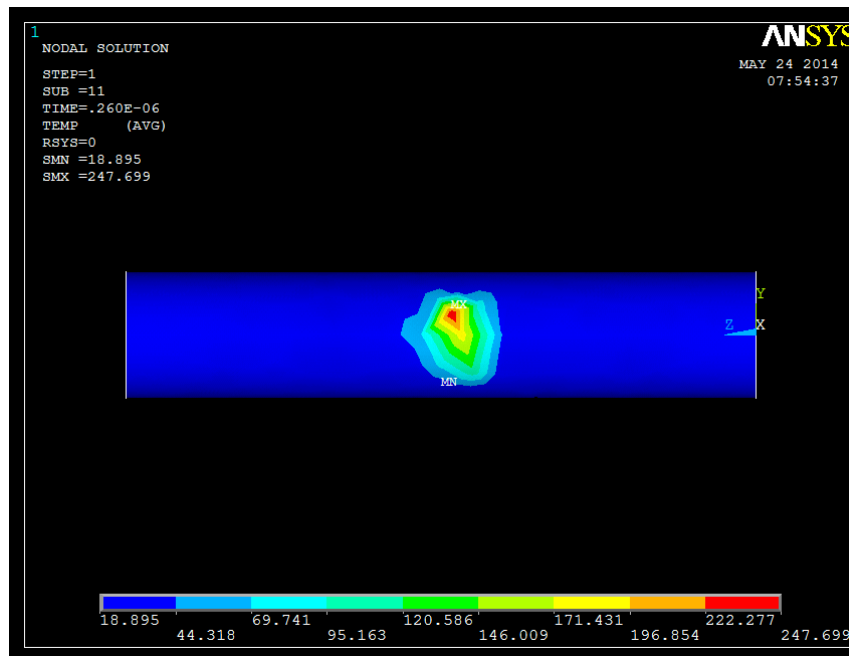 1
ANSYS
NODAL SOLUTION
MAY 24 2014
07:54:37
STEP=1
SUB =11
TIME=.260E-06
TEMP (AVG)
RSYS=0
SMN =18.895
SMX =247.699
MX
Y
Z X
MN
18.895 69.741 120.586 171.431 222.277
44.318 95.163 146.009 196.854 247.699